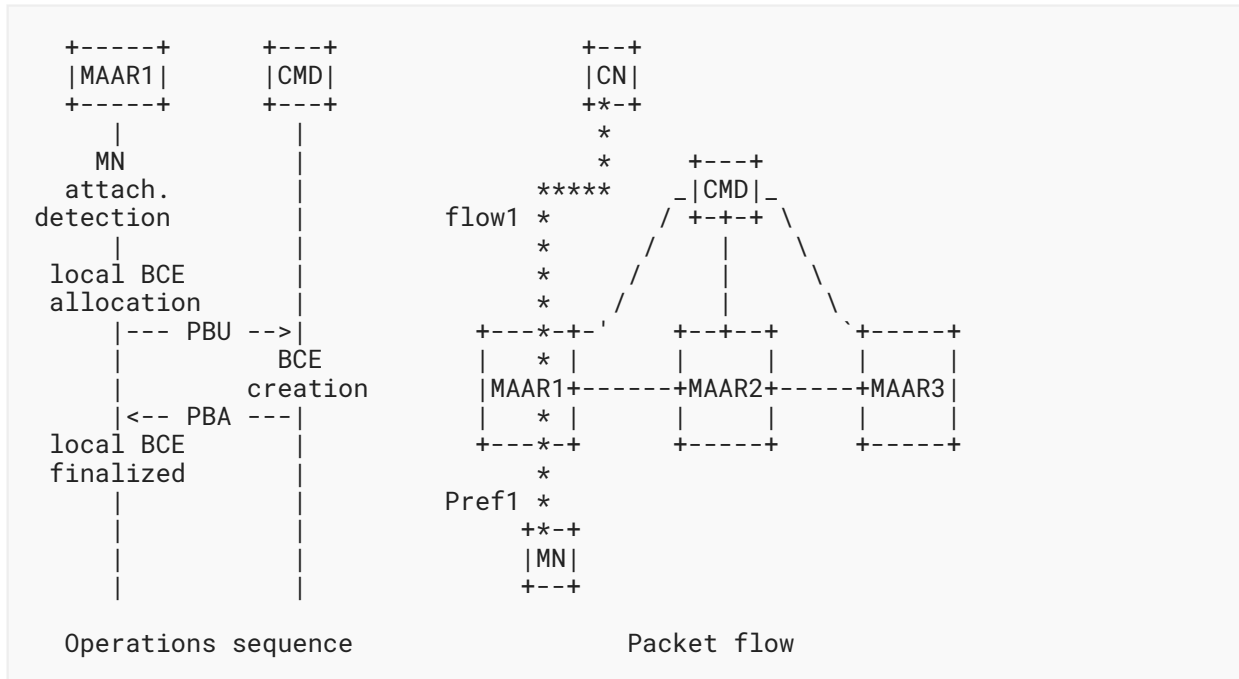 +-----+      +---+                +--+
|MAAR1|      |CMD|                |CN|
+-----+      +---+                +*-+
   |           |                   *
  MN           |                   *     +---+
attach.        |               *****    _|CMD|_
detection      |         flow1 *       / +-+-+ \
   |           |               *      /    |    \
local BCE      |               *     /     |     \
allocation     |               *    /      |      \
   |--- PBU -->|           +---*-+-'    +--+--+    `+-----+
   |          BCE          |   * |      |     |     |     |
   |        creation       |MAAR1+------+MAAR2+-----+MAAR3|
   |<-- PBA ---|           |   * |      |     |     |     |
local BCE      |           +---*-+      +-----+     +-----+
finalized      |               *
   |           |         Pref1 *
   |           |              +*-+
   |           |              |MN|
   |           |              +--+
Operations sequence                  Packet flow